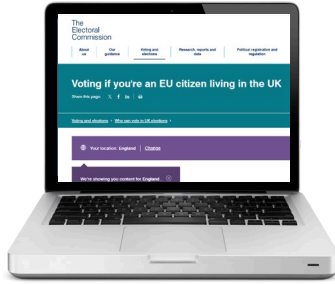 The
Electoral
Commission
About us
Our guidance
Voting and elections
Research, reports and data
Political registration and regulation
Voting if you're an EU citizen living in the UK
Share this page:
Voting and elections › Who can vote in UK elections ›
Your location: England | Change
We're showing you content for England